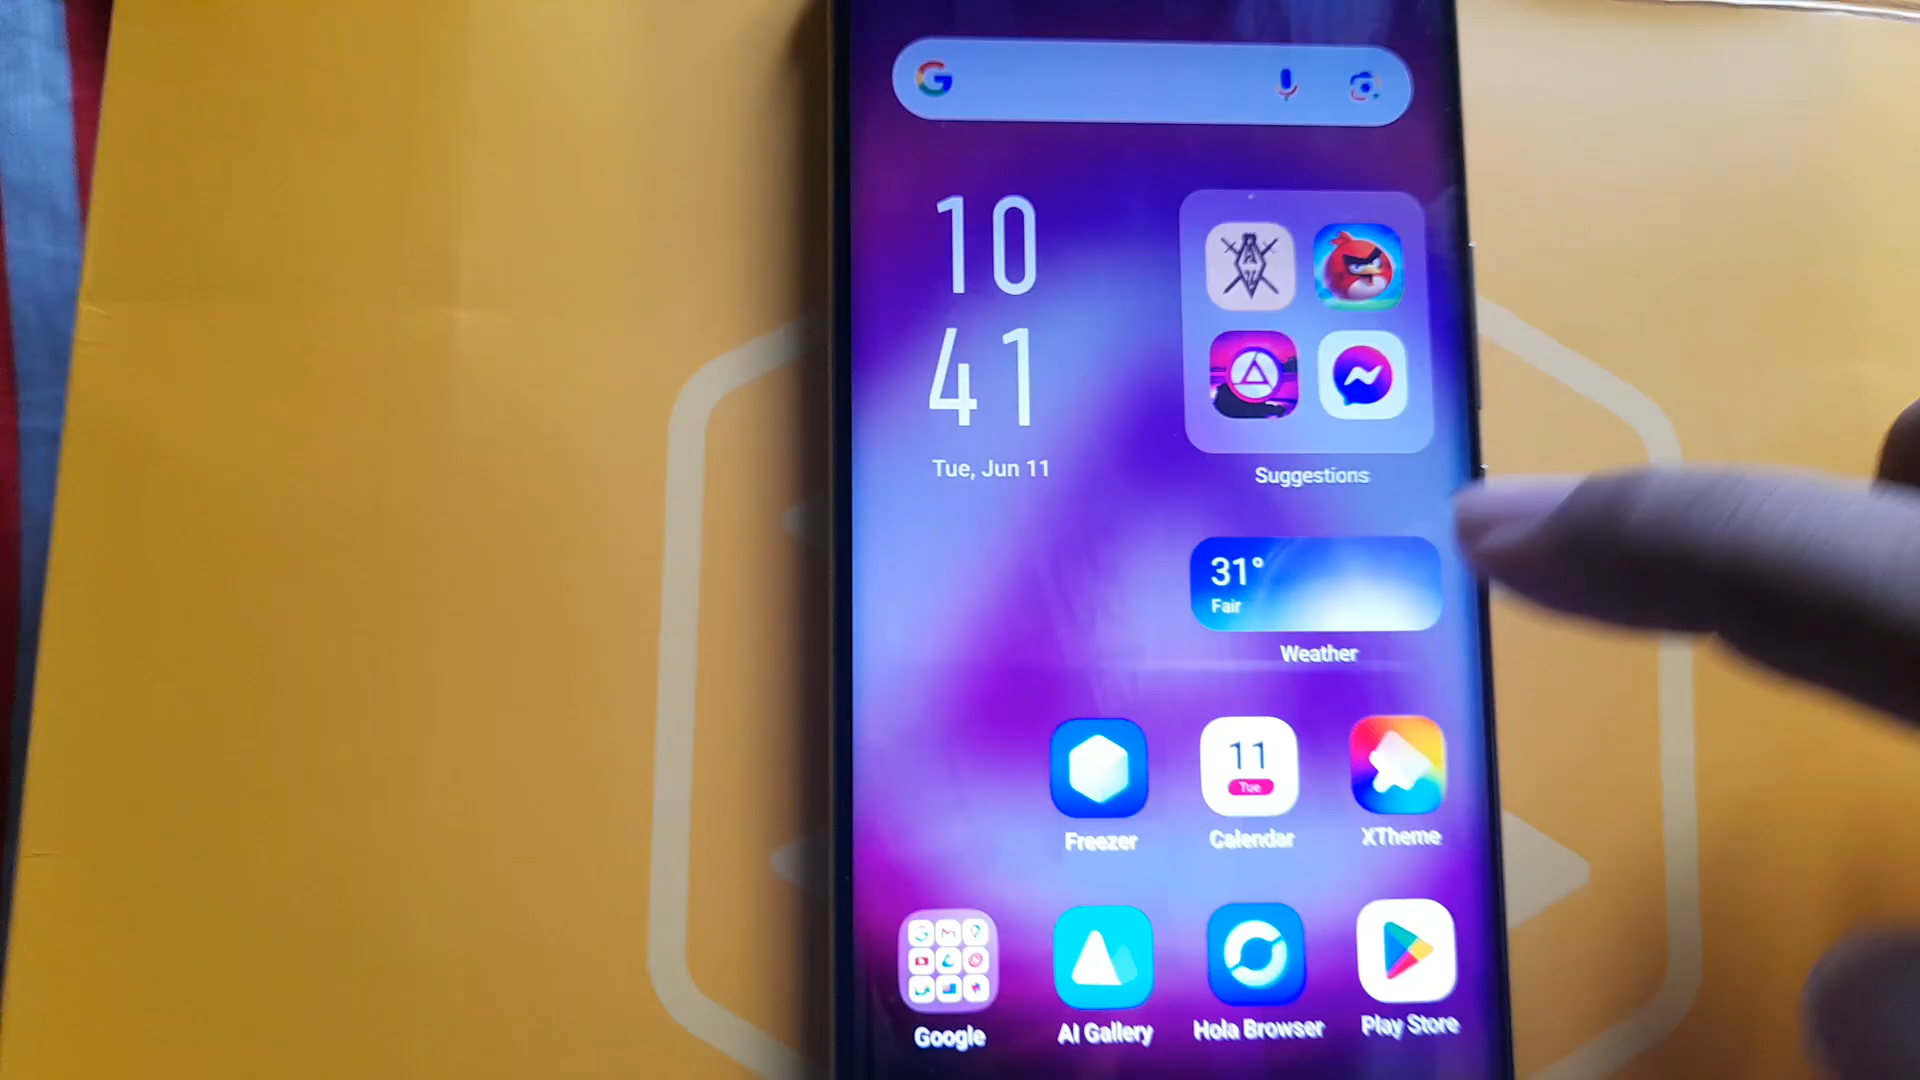 10
41
Tue, Jun 11
Suggestions
31°
Fair
Weather
11
Tue
Freezer
Calendar
XTheme
Google
AI Gallery
Hola Browser
Play Store